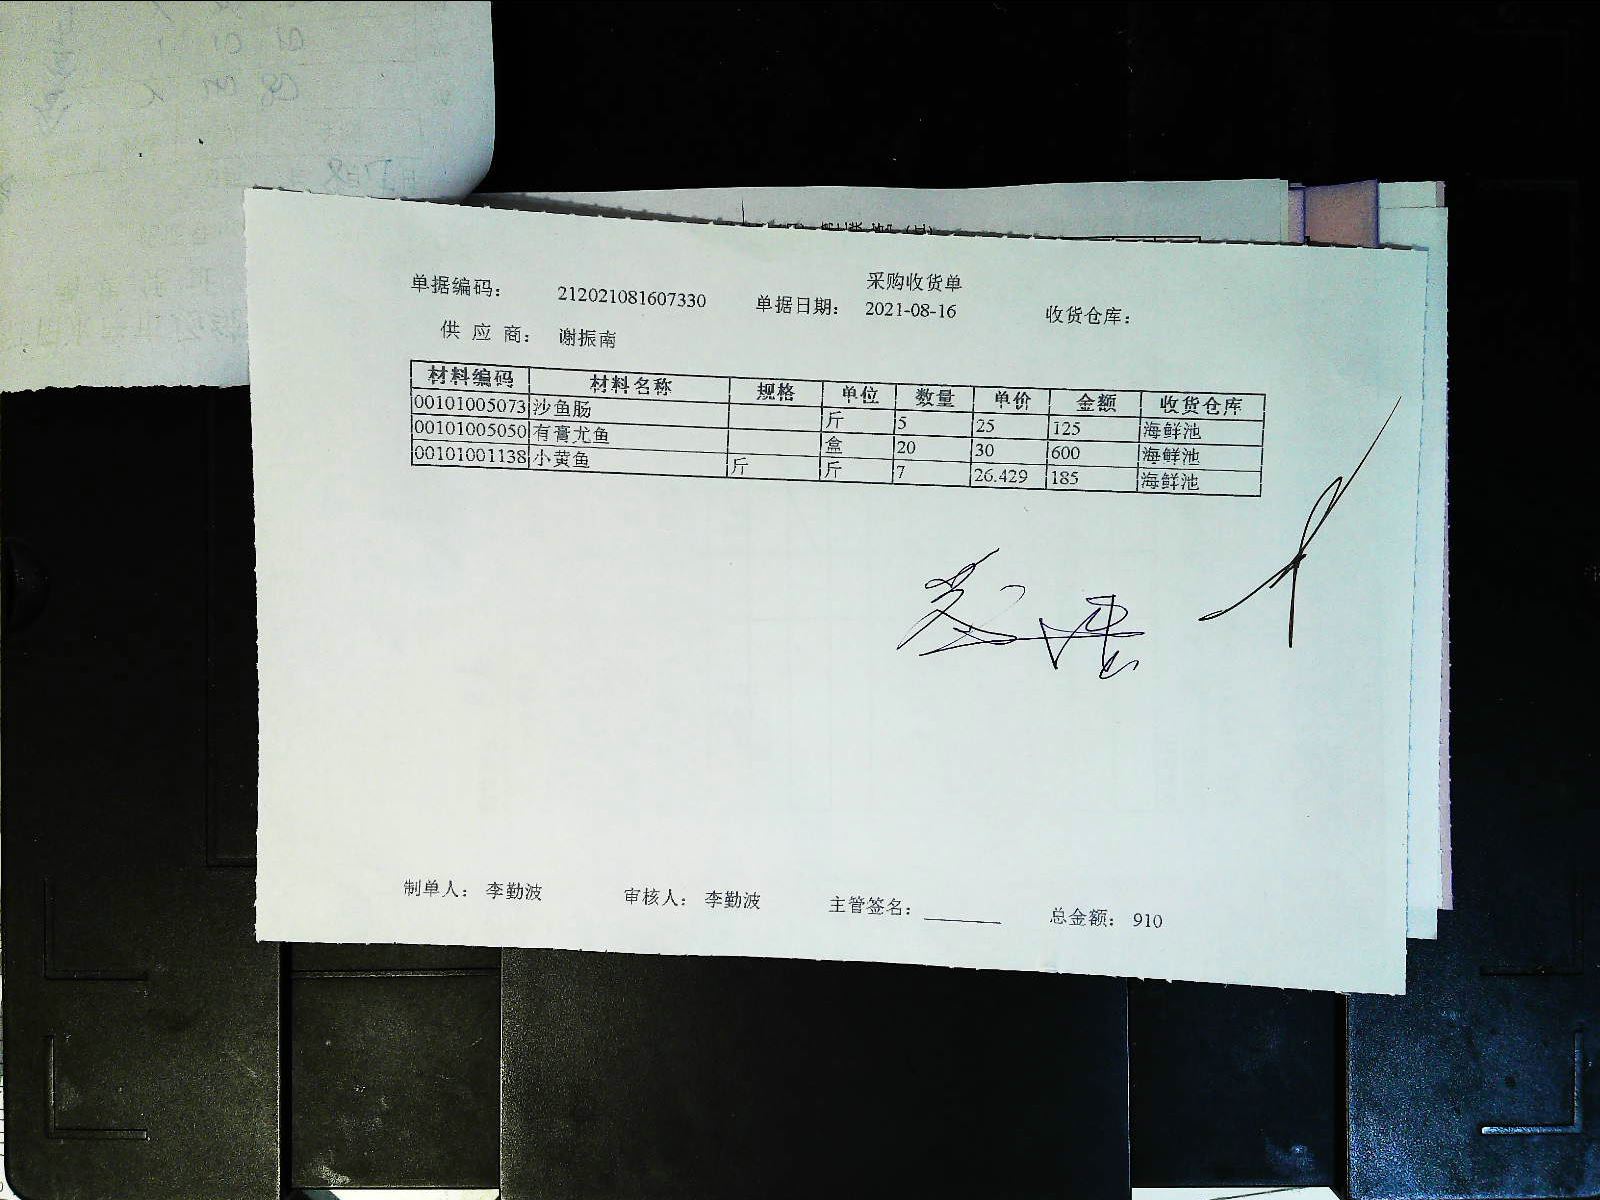 采购收货单
单据编码： 212021081607330 单据日期： 2021-08-16 收货仓库：
供 应 商： 谢振南
材料编码 材料名称 规格 单位 数量 单价 金额 收货仓库
00101005073 沙鱼肠 斤 5 25 125 海鲜池
00101005050 有膏尤鱼 盒 20 30 600 海鲜池
00101001138 小黄鱼 斤 斤 7 26.429 185 海鲜池
制单人： 李勤波 审核人： 李勤波 主管签名： 总金额： 910